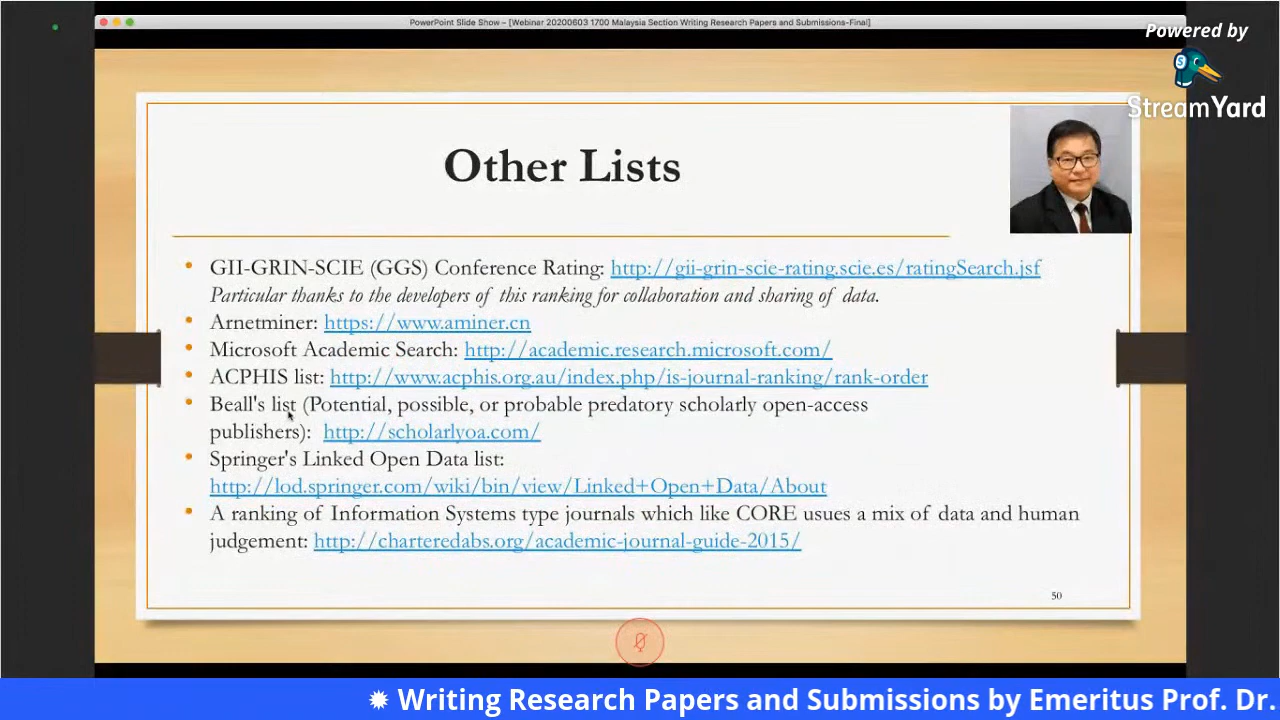 PowerPoint Slide Show – [Webinar 20200603 1700 Malaysia Section Writing Research Papers and Submissions-Final]
Powered by
StreamYard
Other Lists
• GII-GRIN-SCIE (GGS) Conference Rating: http://gii-grin-scie-rating.scie.es/ratingSearch.jsf
Particular thanks to the developers of this ranking for collaboration and sharing of data.
• Arnetminer: https://www.aminer.cn
• Microsoft Academic Search: http://academic.research.microsoft.com/
• ACPHIS list: http://www.acphis.org.au/index.php/is-journal-ranking/rank-order
• Beall's list (Potential, possible, or probable predatory scholarly open-access
publishers): http://scholarlyoa.com/
• Springer's Linked Open Data list:
http://lod.springer.com/wiki/bin/view/Linked+Open+Data/About
• A ranking of Information Systems type journals which like CORE usues a mix of data and human
judgement: http://charteredabs.org/academic-journal-guide-2015/
50
✹ Writing Research Papers and Submissions by Emeritus Prof. Dr.